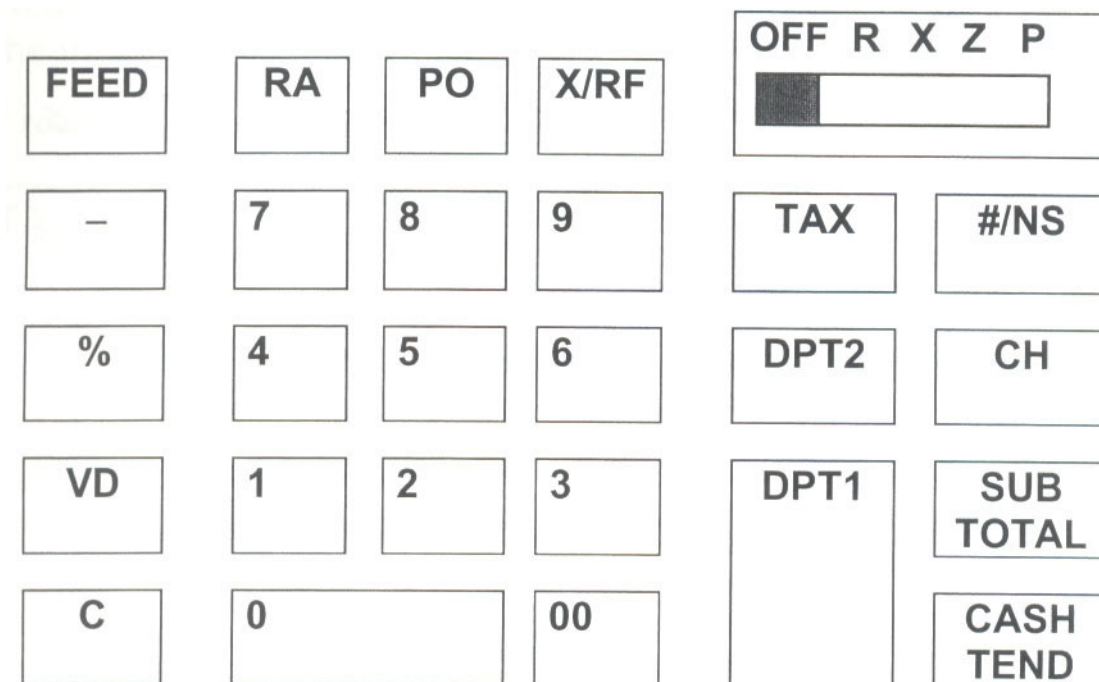 OFF R X Z P
FEED
RA
PO
X/RF
–
7
8
9
TAX
#/NS
%
4
5
6
DPT2
CH
VD
1
2
3
DPT1
SUB
TOTAL
C
0
00
CASH
TEND